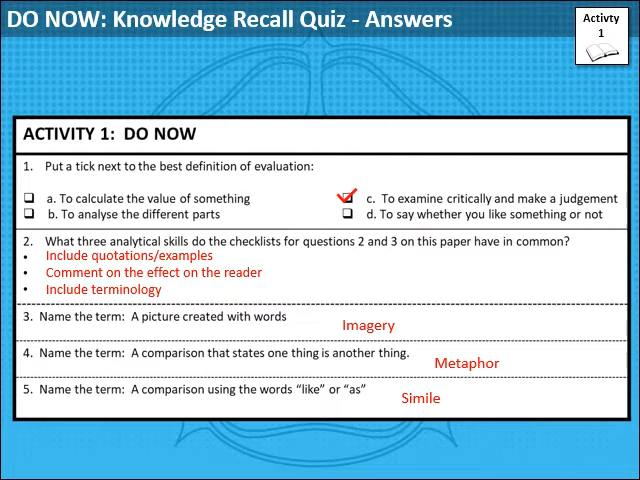 DO NOW: Knowledge Recall Quiz - Answers
Activty
1
ACTIVITY 1:  DO NOW
1.   Put a tick next to the best definition of evaluation:
a. To calculate the value of something
c.  To examine critically and make a judgement
b. To analyse the different parts
d. To say whether you like something or not
2.   What three analytical skills do the checklists for questions 2 and 3 on this paper have in common?
• Include quotations/examples
• Comment on the effect on the reader
• Include terminology
3.  Name the term:  A picture created with words
Imagery
4.  Name the term:  A comparison that states one thing is another thing.
Metaphor
5.  Name the term:  A comparison using the words “like” or “as”
Simile